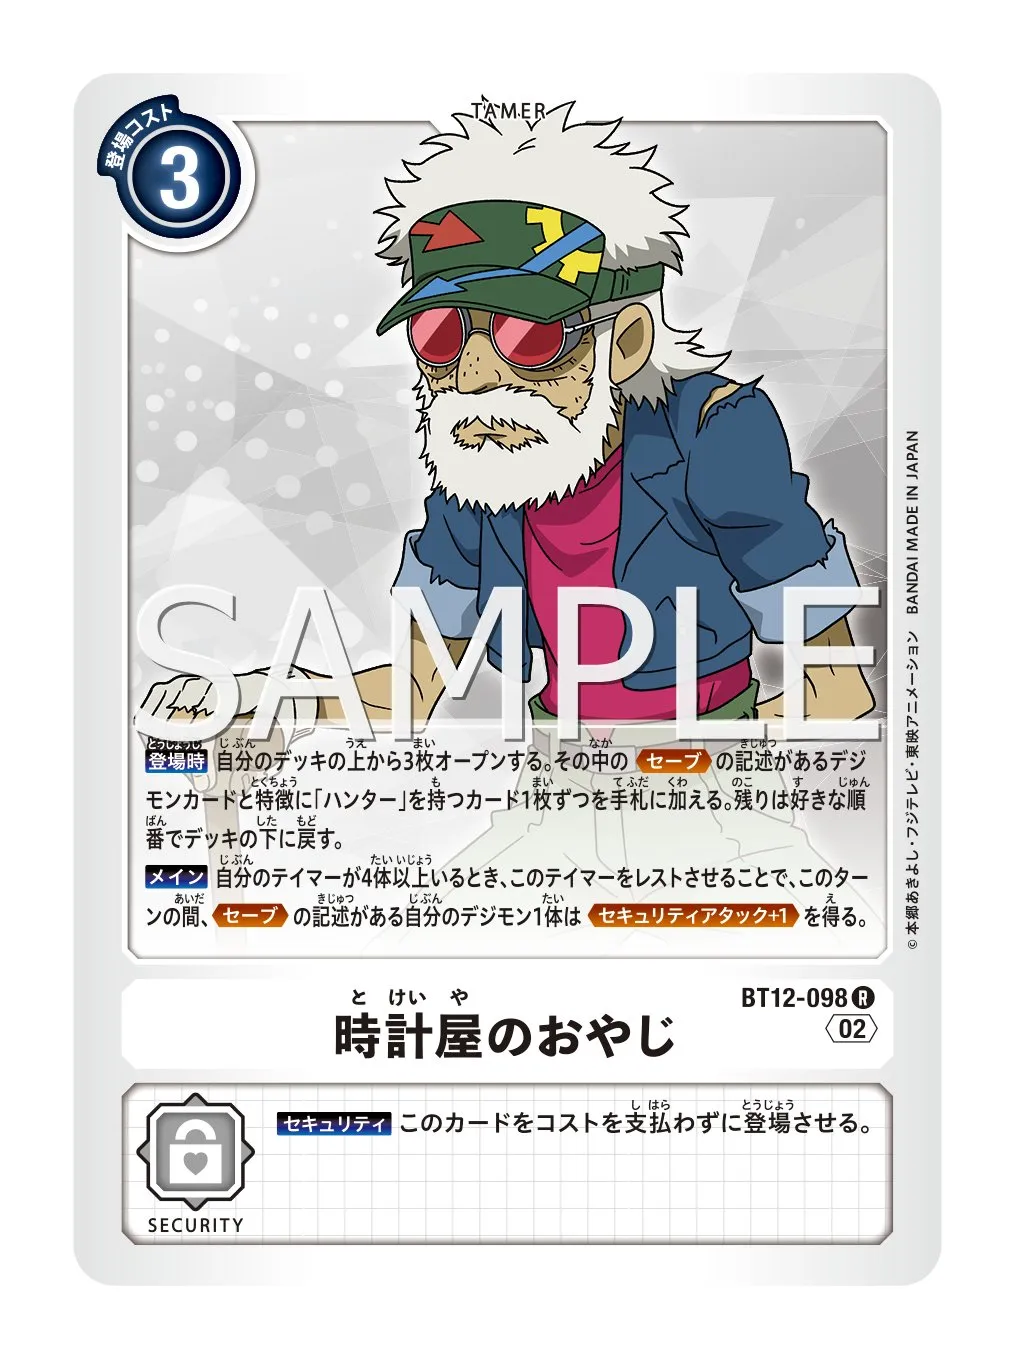 TAMER
登場コスト
3
SAMPLE
登場時 自分のデッキの上から3枚オープンする。その中の セーブ の記述があるデジ
モンカードと特徴に「ハンター」を持つカード1枚ずつを手札に加える。残りは好きな順
番でデッキの下に戻す。
メイン 自分のテイマーが4体以上いるとき、このテイマーをレストさせることで、このター
ンの間、セーブ の記述がある自分のデジモン1体は セキュリティアタック+1 を得る。
©本郷あきよし・フジテレビ・東映アニメーション BANDAI MADE IN JAPAN
BT12-098 R
02
とけいや
時計屋のおやじ
セキュリティ このカードをコストを支払わずに登場させる。
SECURITY